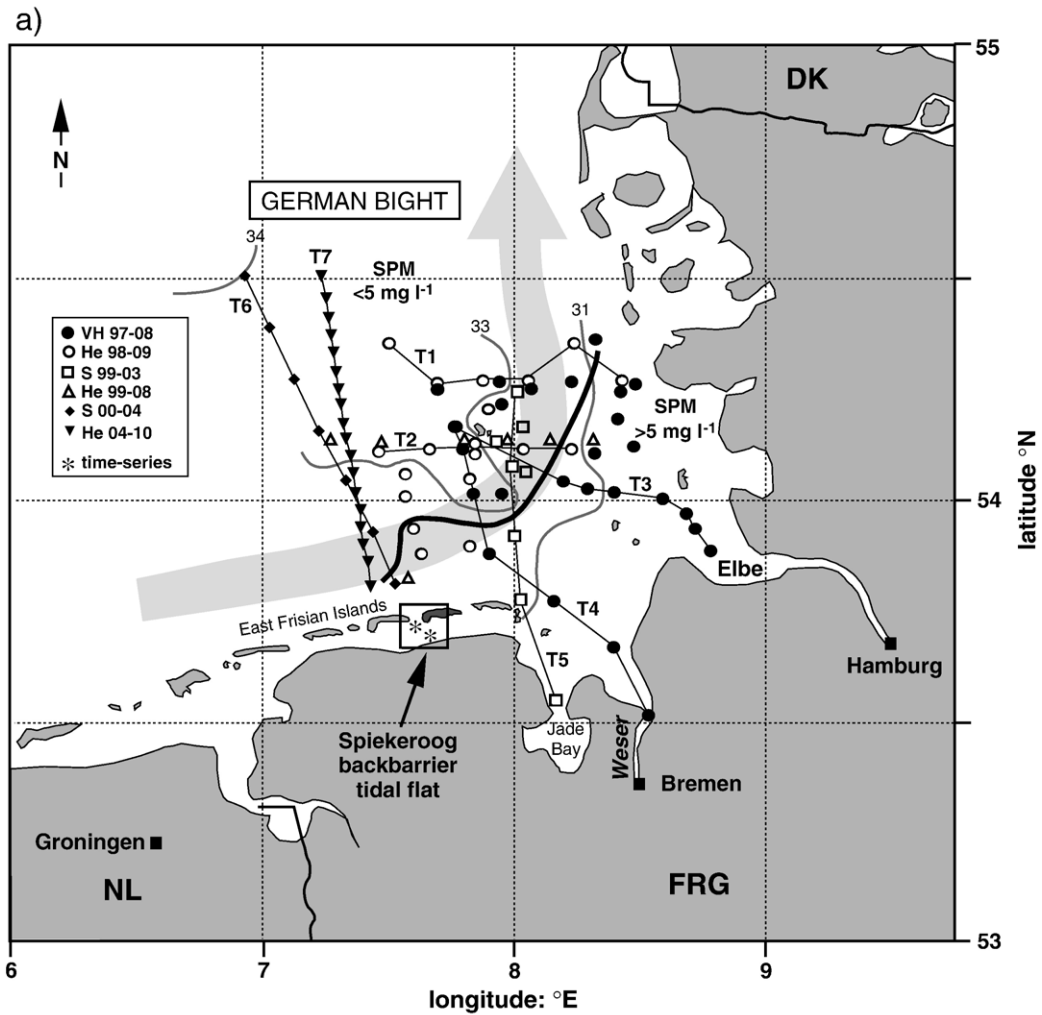 a)
55
DK
N
GERMAN BIGHT
34
T7
SPM
<5 mg l-1
T6
VH 97-08
He 98-09
S 99-03
He 99-08
S 00-04
He 04-10
time-series
33
31
T1
SPM
>5 mg l-1
T2
T3
54
latitude °N
Elbe
East Frisian Islands
T4
T5
Hamburg
Spiekeroog
backbarrier
tidal flat
Jade
Bay
Weser
Bremen
Groningen
NL
FRG
53
6
7
8
9
longitude: °E